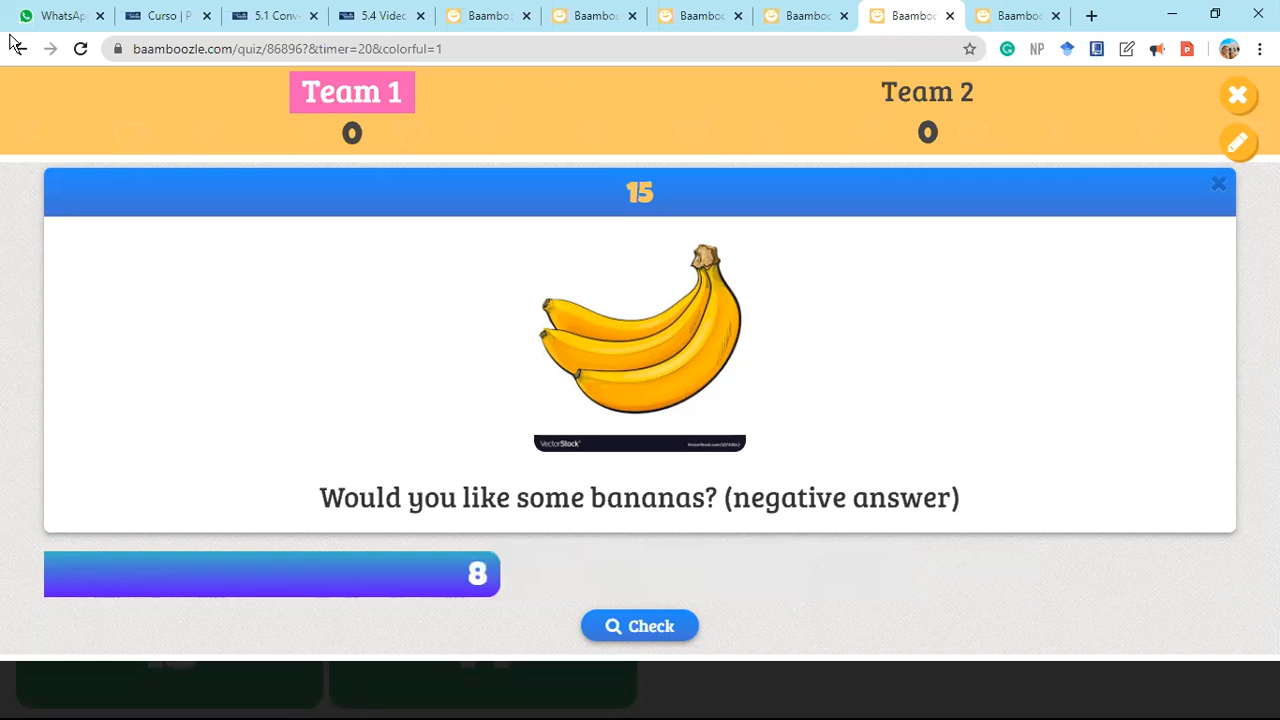 WhatsAp
Curso | P
5.1 Conv
5.4 Video
Baambo
Baambo
Baambo
Baambo
Baambo
Baambo
baamboozle.com/quiz/86896?&timer=20&colorful=1
NP
Team 1
Team 2
0
0
15
VectorStock
Would you like some bananas? (negative answer)
8
Check